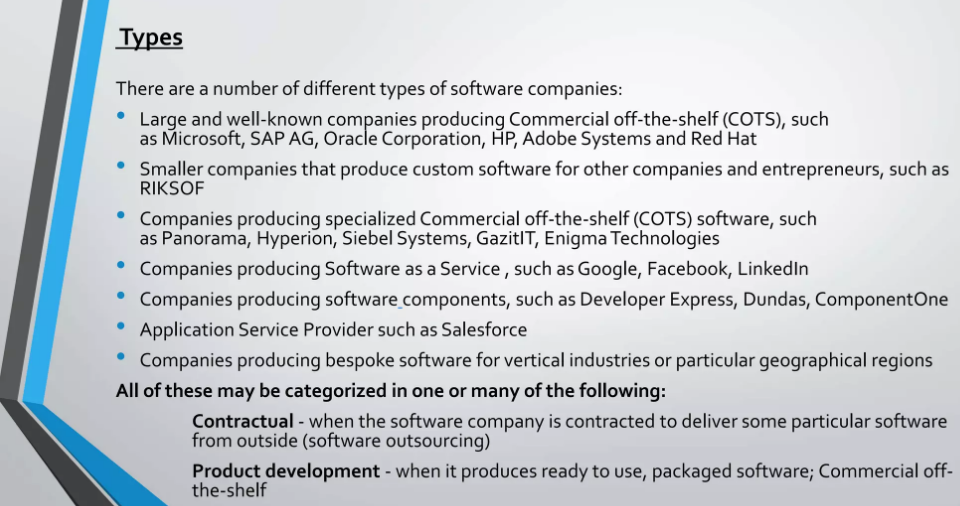 Types
There are a number of different types of software companies:
• Large and well-known companies producing Commercial off-the-shelf (COTS), such
as Microsoft, SAP AG, Oracle Corporation, HP, Adobe Systems and Red Hat
• Smaller companies that produce custom software for other companies and entrepreneurs, such as
RIKSOF
• Companies producing specialized Commercial off-the-shelf (COTS) software, such
as Panorama, Hyperion, Siebel Systems, GazitIT, Enigma Technologies
• Companies producing Software as a Service , such as Google, Facebook, LinkedIn
• Companies producing software components, such as Developer Express, Dundas, ComponentOne
• Application Service Provider such as Salesforce
• Companies producing bespoke software for vertical industries or particular geographical regions
All of these may be categorized in one or many of the following:
Contractual - when the software company is contracted to deliver some particular software
from outside (software outsourcing)
Product development - when it produces ready to use, packaged software; Commercial off-
the-shelf